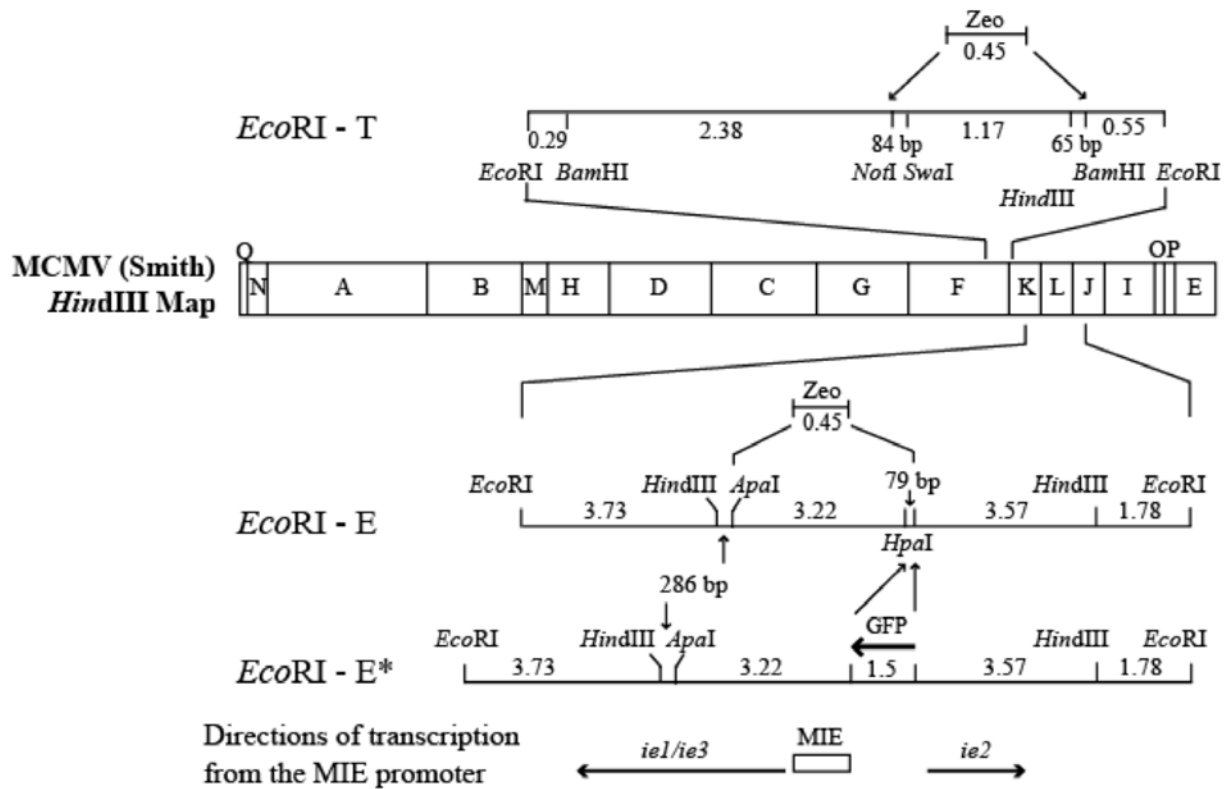 Zeo
0.45
EcoRI - T
0.29 2.38 84 bp 1.17 65 bp 0.55
EcoRI BamHI NotI SwaI BamHI EcoRI
HindIII
MCMV (Smith)
HindIII Map
Q N A B M H D C G F K L J I OP E
Zeo
0.45
EcoRI HindIII ApaI 79 bp HindIII EcoRI
EcoRI - E
3.73 3.22 3.57 1.78
HpaI
286 bp
GFP
EcoRI HindIII ApaI HindIII EcoRI
EcoRI - E*
3.73 3.22 1.5 3.57 1.78
Directions of transcription
from the MIE promoter
ie1/ie3 MIE ie2